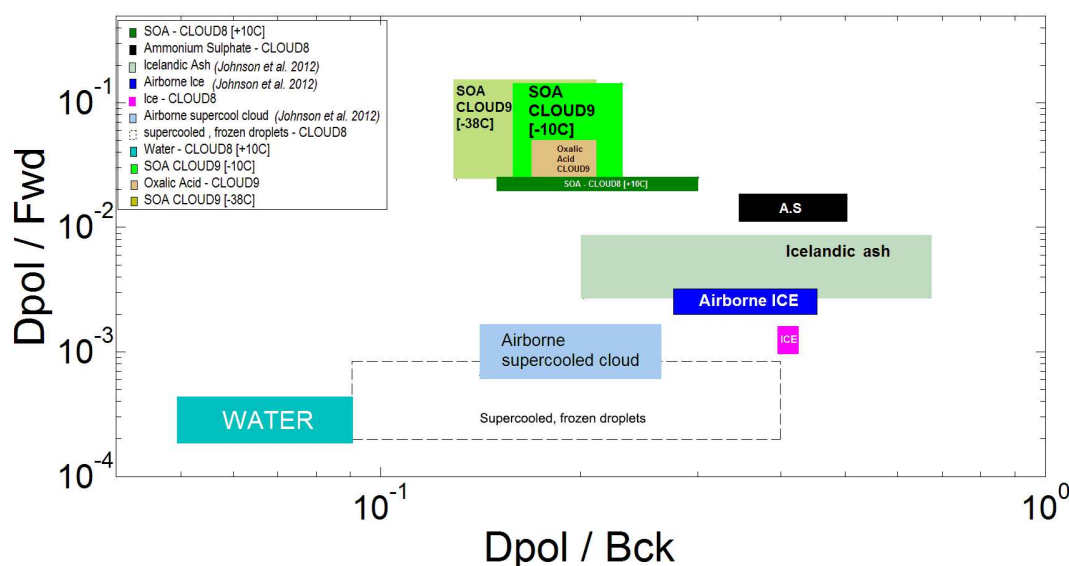 SOA - CLOUD8 [+10C]
Ammonium Sulphate - CLOUD8
Icelandic Ash (Johnson et al. 2012)
Airborne Ice (Johnson et al. 2012)
Ice - CLOUD8
Airborne supercool cloud (Johnson et al. 2012)
supercooled , frozen droplets - CLOUD8
Water - CLOUD8 [+10C]
SOA CLOUD9 [-10C]
Oxalic Acid - CLOUD9
SOA CLOUD9 [-38C]
SOA
CLOUD9
[-38C]
SOA
CLOUD9
[-10C]
Oxalic
Acid
CLOUD9
SOA - CLOUD8 [+10C]
A.S
Icelandic ash
Airborne ICE
ICE
Airborne
supercooled cloud
WATER
Supercooled, frozen droplets
Dpol / Fwd
10⁻¹
10⁻²
10⁻³
10⁻⁴
10⁻¹
10⁰
Dpol / Bck